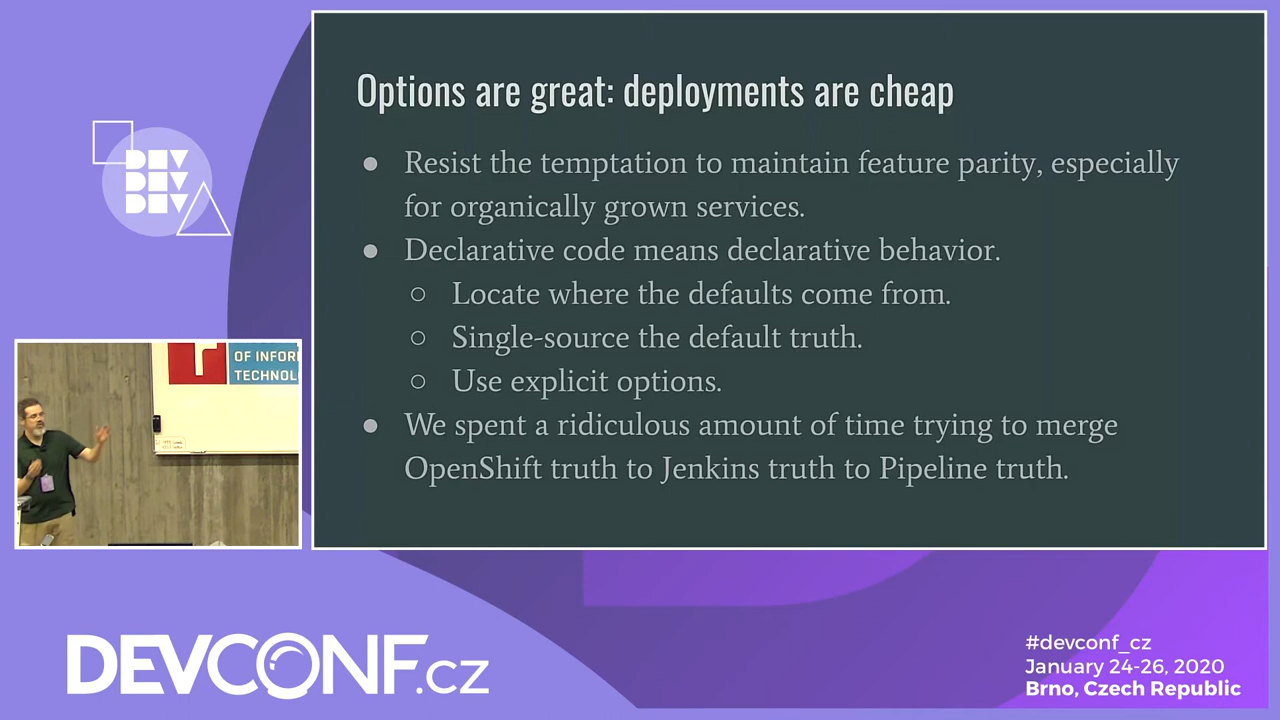 Options are great: deployments are cheap
● Resist the temptation to maintain feature parity, especially
for organically grown services.
● Declarative code means declarative behavior.
○ Locate where the defaults come from.
○ Single-source the default truth.
○ Use explicit options.
● We spent a ridiculous amount of time trying to merge
OpenShift truth to Jenkins truth to Pipeline truth.
DEV
DEV
DEV
OF INFOR
TECHNOL
DEVCONF.CZ
#devconf_cz
January 24-26, 2020
Brno, Czech Republic